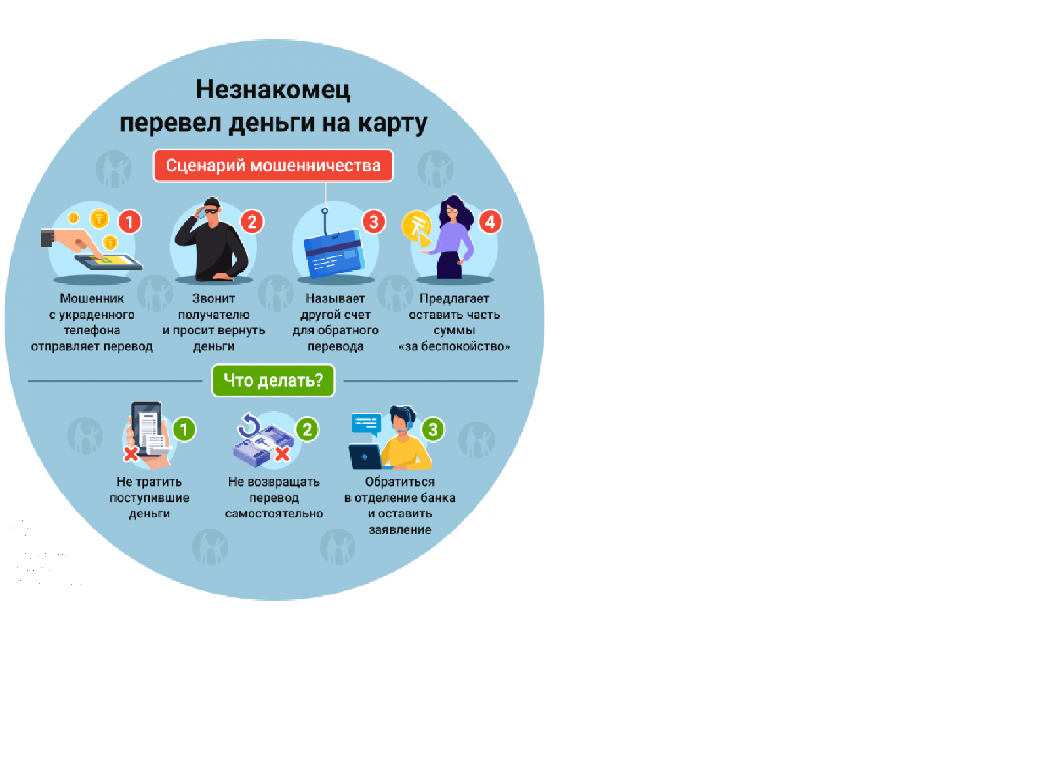 Незнакомец
перевел деньги на карту
Сценарий мошенничества
1
Мошенник
с украденного
телефона
отправляет перевод
2
Звонит
получателю
и просит вернуть
деньги
3
Называет
другой счет
для обратного
перевода
4
Предлагает
оставить часть
суммы
«за беспокойство»
Что делать?
1
Не тратить
поступившие
деньги
2
Не возвращать
перевод
самостоятельно
3
Обратиться
в отделение банка
и оставить
заявление